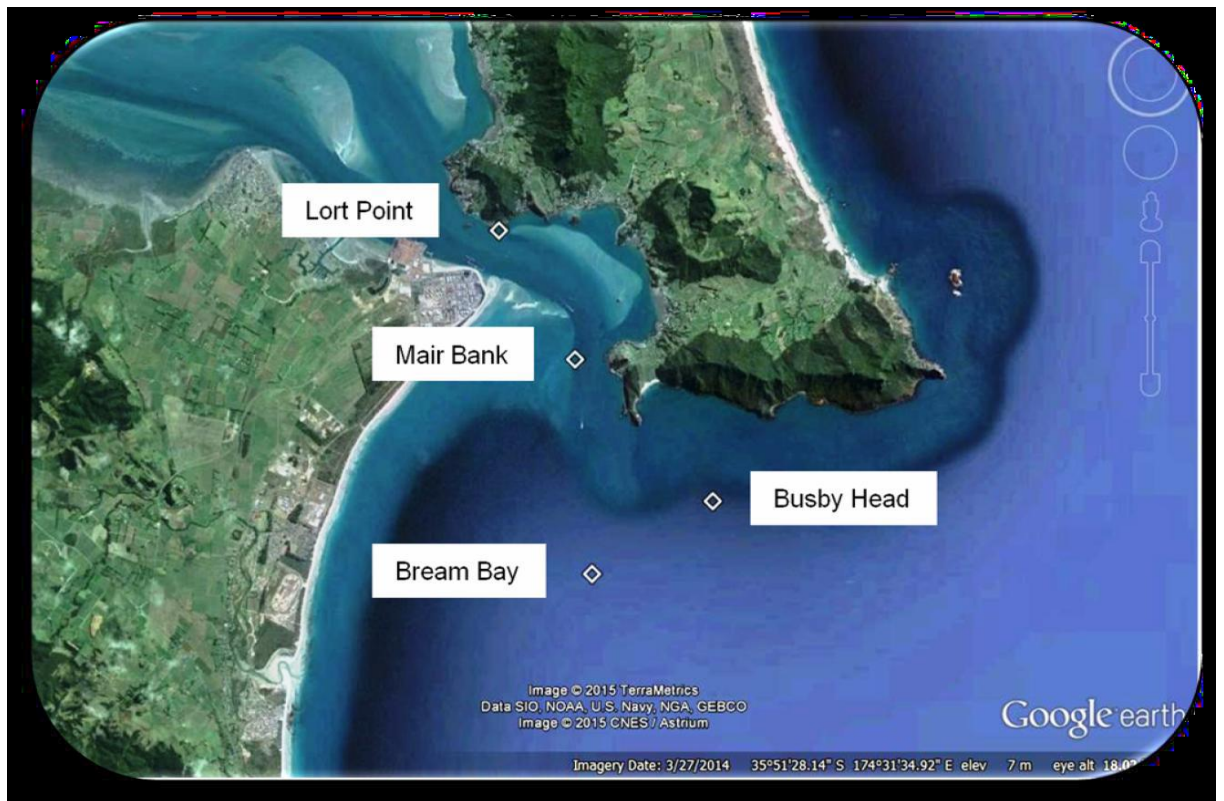 Lort Point
Mair Bank
Busby Head
Bream Bay
Image © 2015 TerraMetrics
Data SIO, NOAA, U.S. Navy, NGA, GEBCO
Image © 2015 CNES / Astrium
Google earth
Imagery Date: 3/27/2014 35°51'28.14" S 174°31'34.92" E elev 7 m eye alt